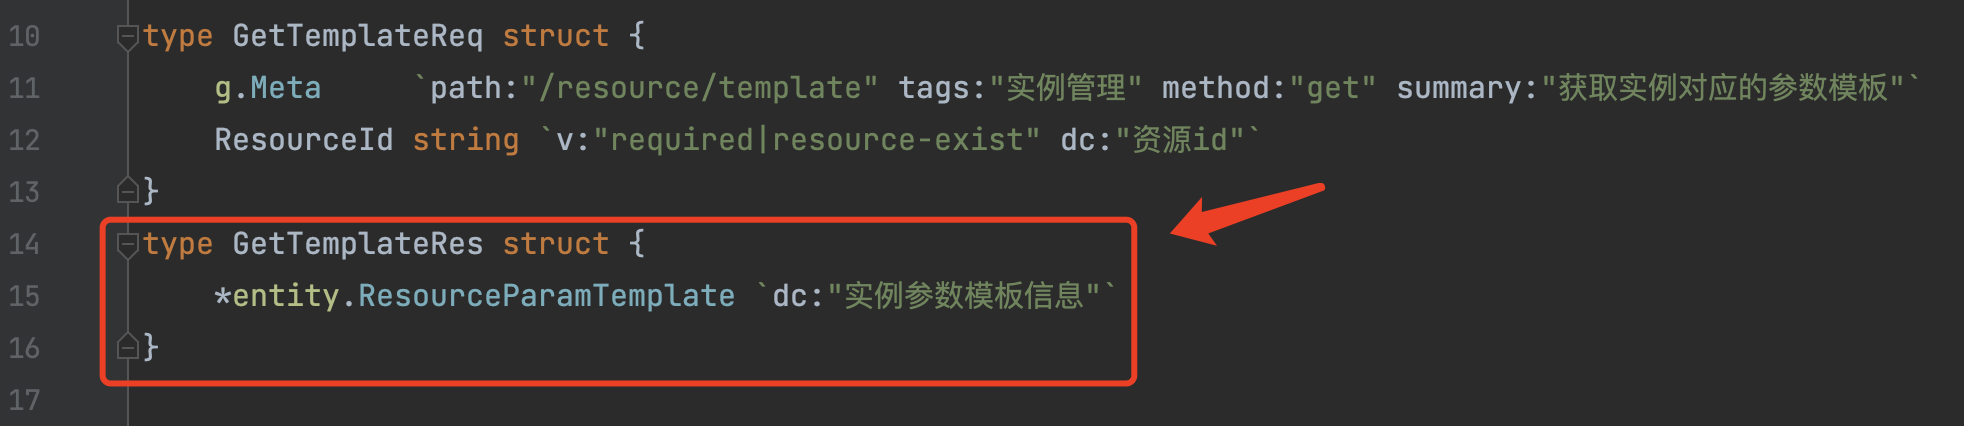 10 type GetTemplateReq struct {
11 g.Meta `path:"/resource/template" tags:"实例管理" method:"get" summary:"获取实例对应的参数模板"`
12 ResourceId string `v:"required|resource-exist" dc:"资源id"`
13 }
14 type GetTemplateRes struct {
15 *entity.ResourceParamTemplate `dc:"实例参数模板信息"`
16 }
17